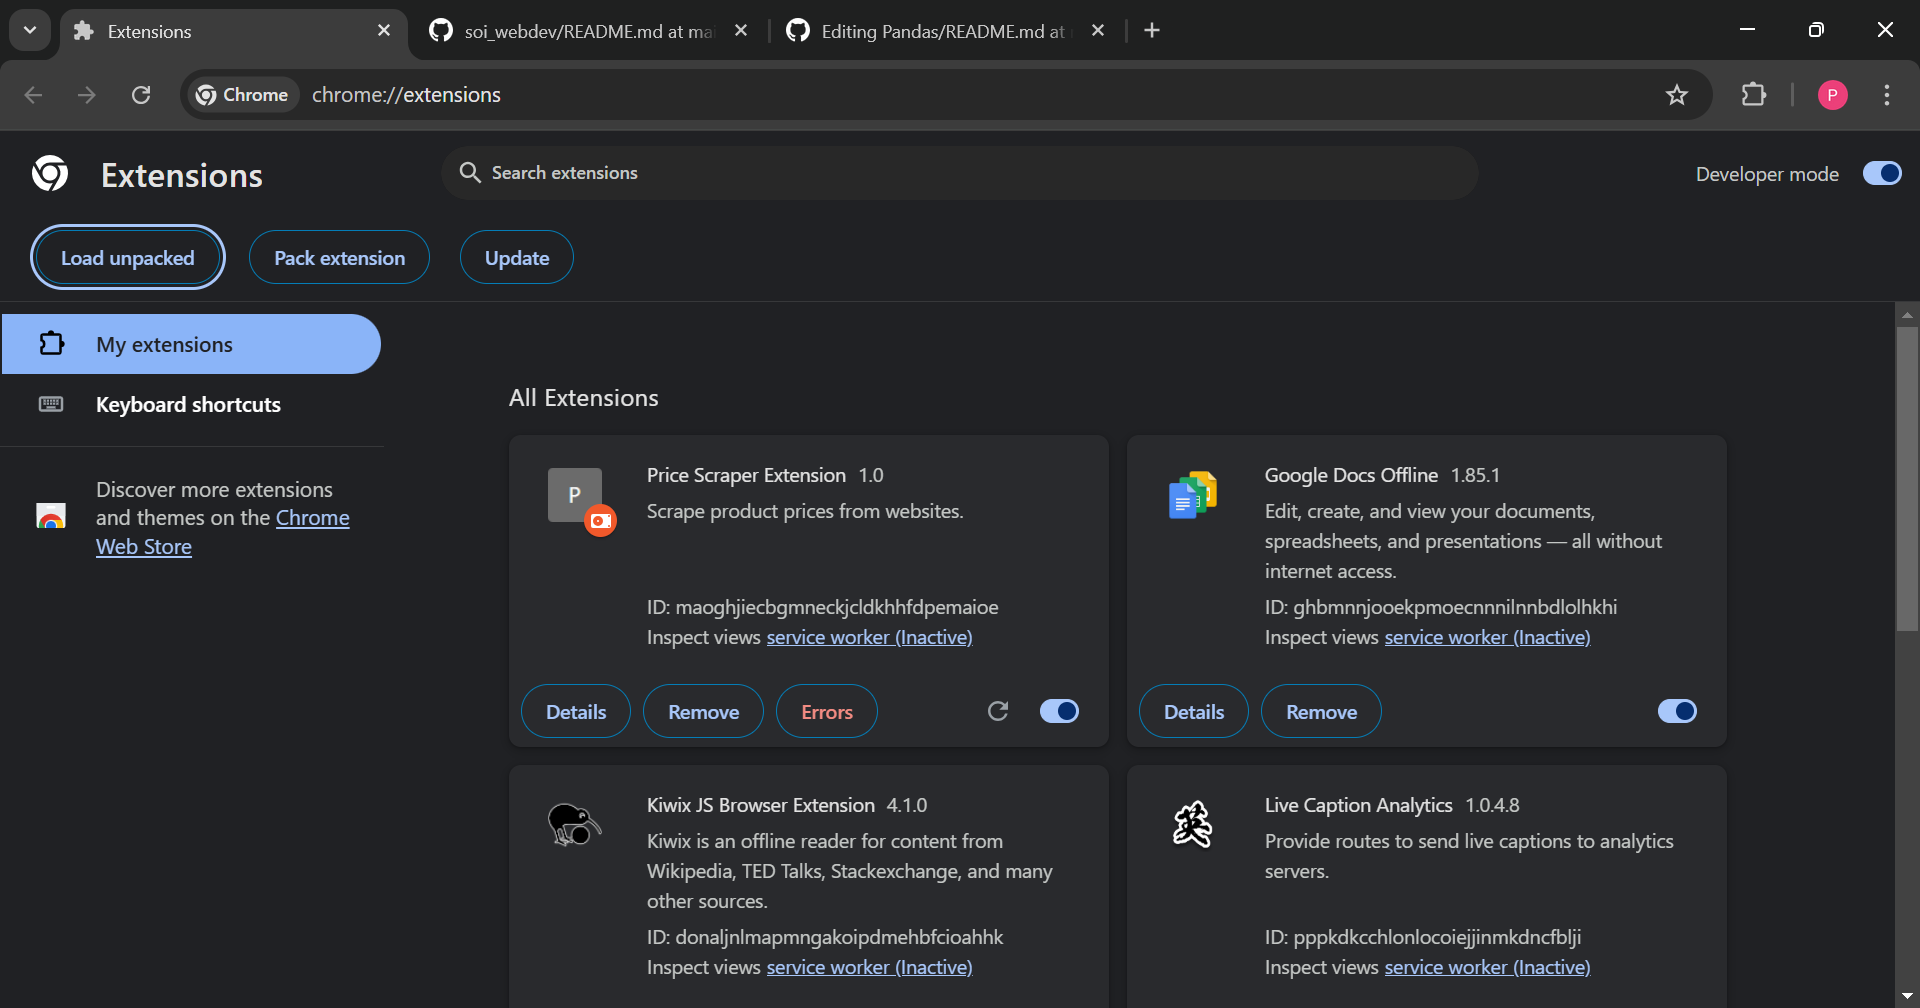 Extensions
soi_webdev/README.md at mai
Editing Pandas/README.md at
Chrome
chrome://extensions
P
Extensions
Search extensions
Developer mode
Load unpacked
Pack extension
Update
My extensions
Keyboard shortcuts
Discover more extensions
and themes on the Chrome
Web Store
All Extensions
P
Price Scraper Extension 1.0
Scrape product prices from websites.
ID: maoghjiecbgmneckjcldkhhfdpemaioe
Inspect views service worker (Inactive)
Details
Remove
Errors
Google Docs Offline 1.85.1
Edit, create, and view your documents,
spreadsheets, and presentations — all without
internet access.
ID: ghbmnnjooekpmoecnnnilnnbdlolhkhi
Inspect views service worker (Inactive)
Details
Remove
Kiwix JS Browser Extension 4.1.0
Kiwix is an offline reader for content from
Wikipedia, TED Talks, Stackexchange, and many
other sources.
ID: donaljnlmapmngakoipdmehbfcioahhk
Inspect views service worker (Inactive)
葵
Live Caption Analytics 1.0.4.8
Provide routes to send live captions to analytics
servers.
ID: pppkdkcchlonlocoiejjinmkdncfblji
Inspect views service worker (Inactive)